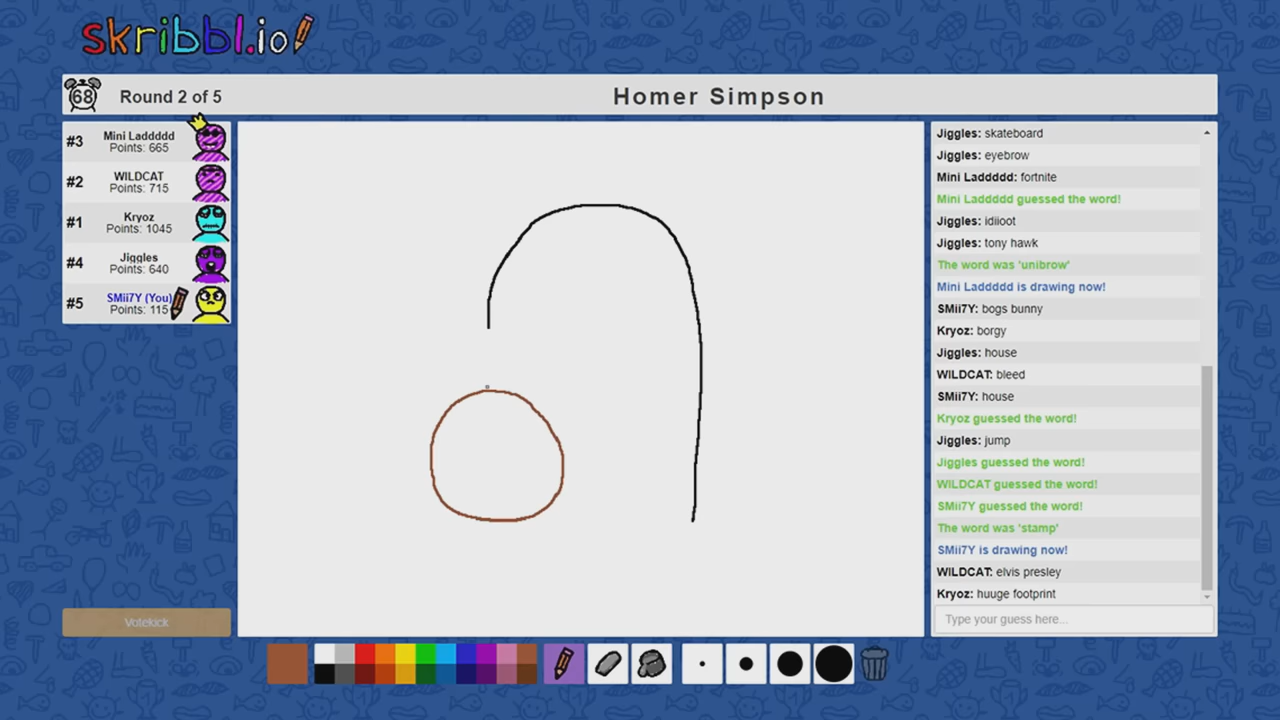 skribbl.io
68
Round 2 of 5
Homer Simpson
#3
Mini Laddddd
Points: 665
#2
WILDCAT
Points: 715
#1
Kryoz
Points: 1045
#4
Jiggles
Points: 640
#5
SMii7Y (You)
Points: 115
Votekick
Jiggles: skateboard
Jiggles: eyebrow
Mini Laddddd: fortnite
Mini Laddddd guessed the word!
Jiggles: idiioot
Jiggles: tony hawk
The word was 'unibrow'
Mini Laddddd is drawing now!
SMii7Y: bogs bunny
Kryoz: borgy
Jiggles: house
WILDCAT: bleed
SMii7Y: house
Kryoz guessed the word!
Jiggles: jump
Jiggles guessed the word!
WILDCAT guessed the word!
SMii7Y guessed the word!
The word was 'stamp'
SMii7Y is drawing now!
WILDCAT: elvis presley
Kryoz: huuge footprint
Type your guess here...